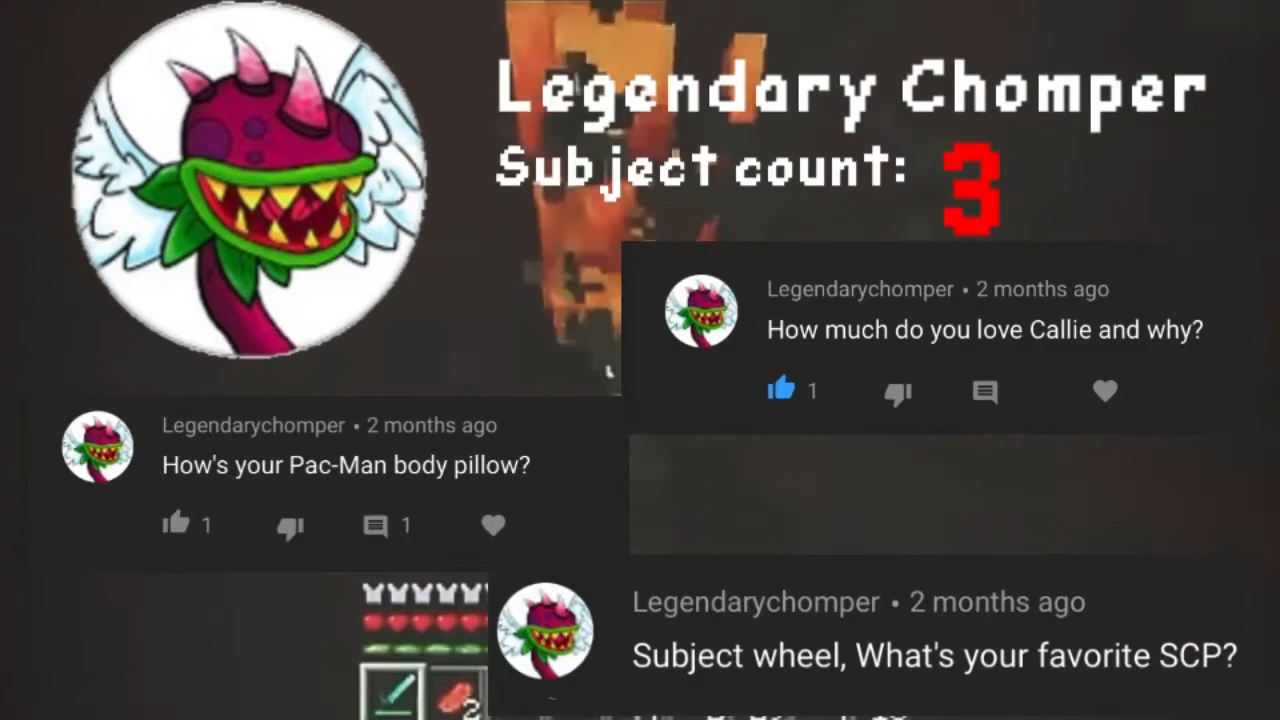 Legendary Chomper
Subject count: 3
Legendarychomper • 2 months ago
How much do you love Callie and why?
1
Legendarychomper • 2 months ago
How's your Pac-Man body pillow?
1 1
Legendarychomper • 2 months ago
Subject wheel, What's your favorite SCP?
2